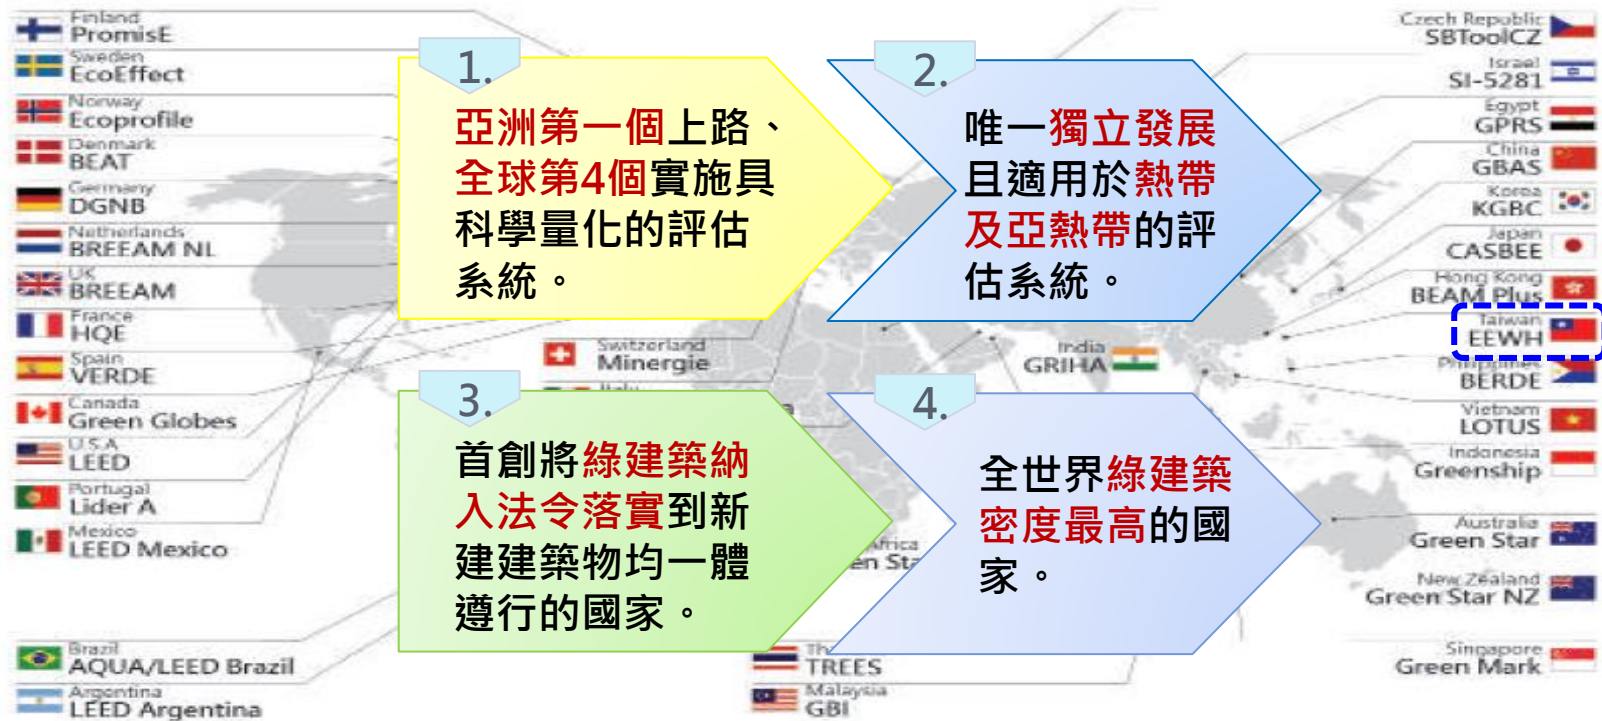 Finland
PromisE
Sweden
EcoEffect
Norway
Ecoprofile
Denmark
BEAT
Germany
DGNB
Netherlands
BREEAM NL
UK
BREEAM
France
HQE
Spain
VERDE
Canada
Green Globes
U.S.A
LEED
Portugal
Lider A
Mexico
LEED Mexico
Brazil
AQUA/LEED Brazil
Argentina
LEED Argentina
1.
亞洲第一個上路、
全球第4個實施具
科學量化的評估
系統。
2.
唯一獨立發展
且適用於熱帶
及亞熱帶的評
估系統。
Switzerland
Minergie
Italy
India
GRIHA
3.
首創將綠建築納
入法令落實到新
建建築物均一體
遵行的國家。
4.
全世界綠建築
密度最高的國
家。
Africa
TREES
Malaysia
GBI
Czech Republic
SBToolCZ
Israel
SI-5281
Egypt
GPRS
China
GBAS
Korea
KGBC
Japan
CASBEE
Hong Kong
BEAM Plus
Taiwan
EEWH
Philippines
BERDE
Vietnam
LOTUS
Indonesia
Greenship
Australia
Green Star
New Zealand
Green Star NZ
Singapore
Green Mark